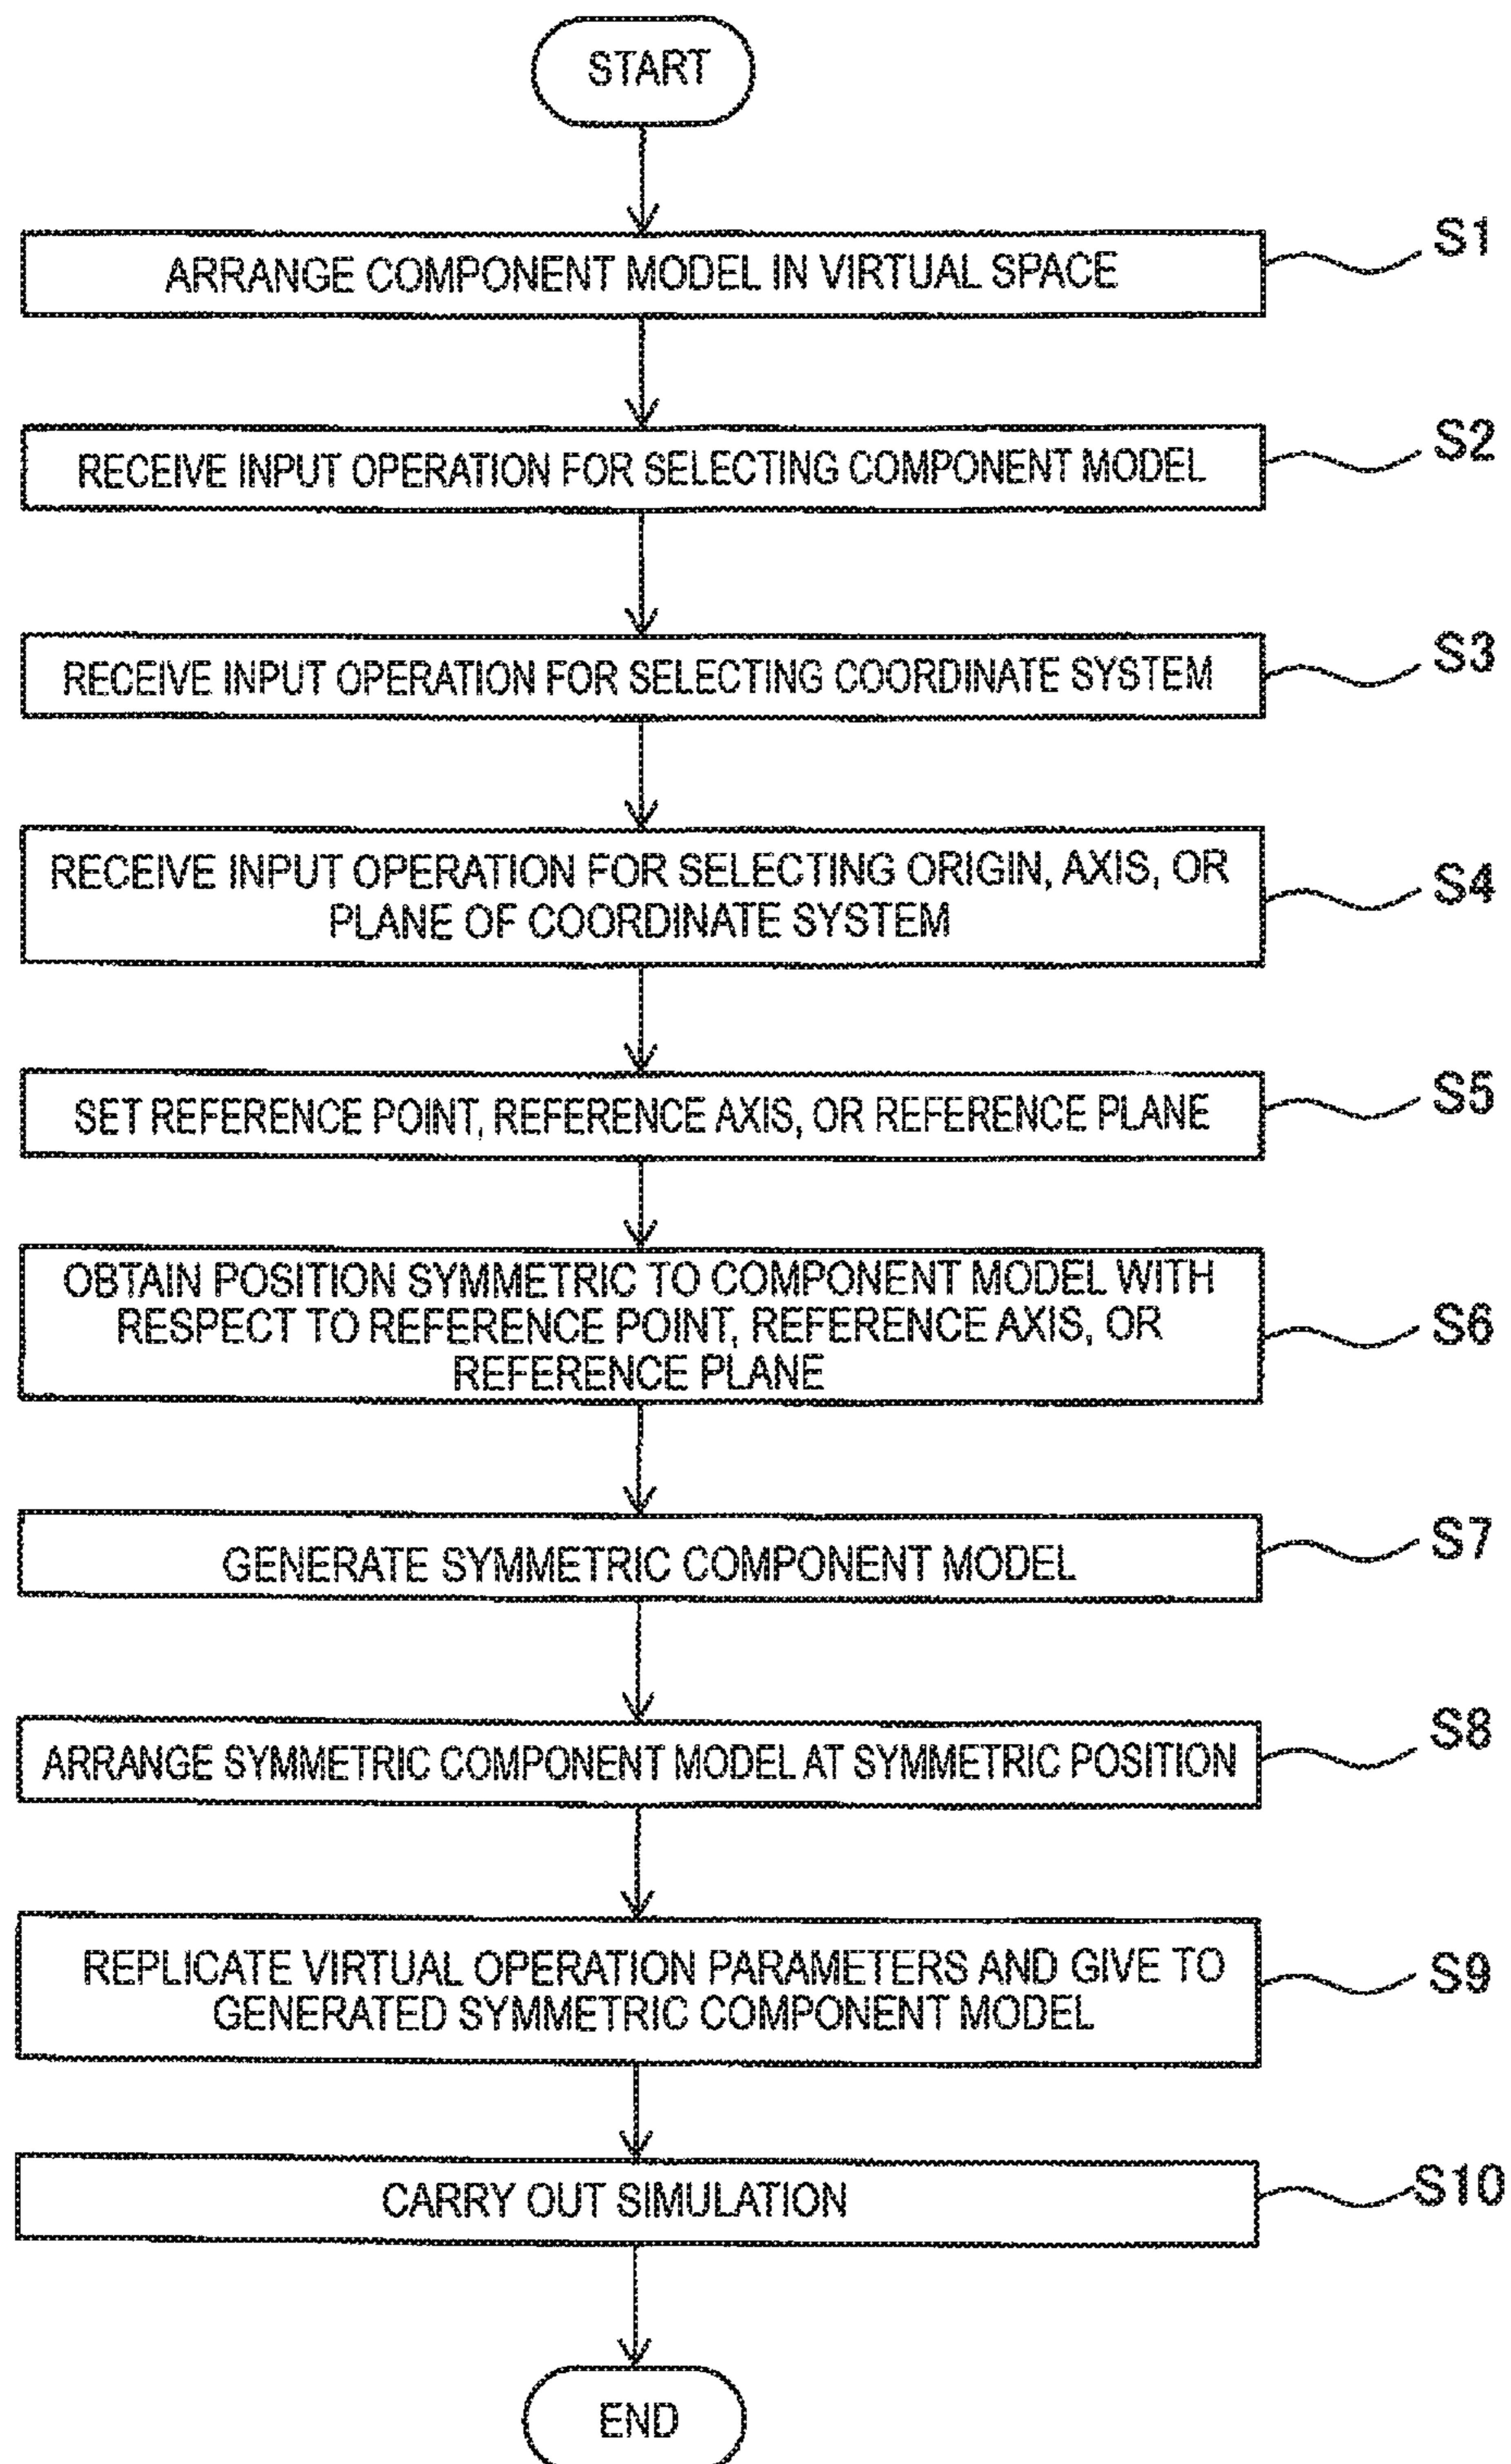 START
ARRANGE COMPONENT MODEL IN VIRTUAL SPACE
S1
RECEIVE INPUT OPERATION FOR SELECTING COMPONENT MODEL
S2
RECEIVE INPUT OPERATION FOR SELECTING COORDINATE SYSTEM
S3
RECEIVE INPUT OPERATION FOR SELECTING ORIGIN, AXIS, OR
PLANE OF COORDINATE SYSTEM
S4
SET REFERENCE POINT, REFERENCE AXIS, OR REFERENCE PLANE
S5
OBTAIN POSITION SYMMETRIC TO COMPONENT MODEL WITH
RESPECT TO REFERENCE POINT, REFERENCE AXIS, OR
REFERENCE PLANE
S6
GENERATE SYMMETRIC COMPONENT MODEL
S7
ARRANGE SYMMETRIC COMPONENT MODEL AT SYMMETRIC POSITION
S8
REPLICATE VIRTUAL OPERATION PARAMETERS AND GIVE TO
GENERATED SYMMETRIC COMPONENT MODEL
S9
CARRY OUT SIMULATION
S10
END